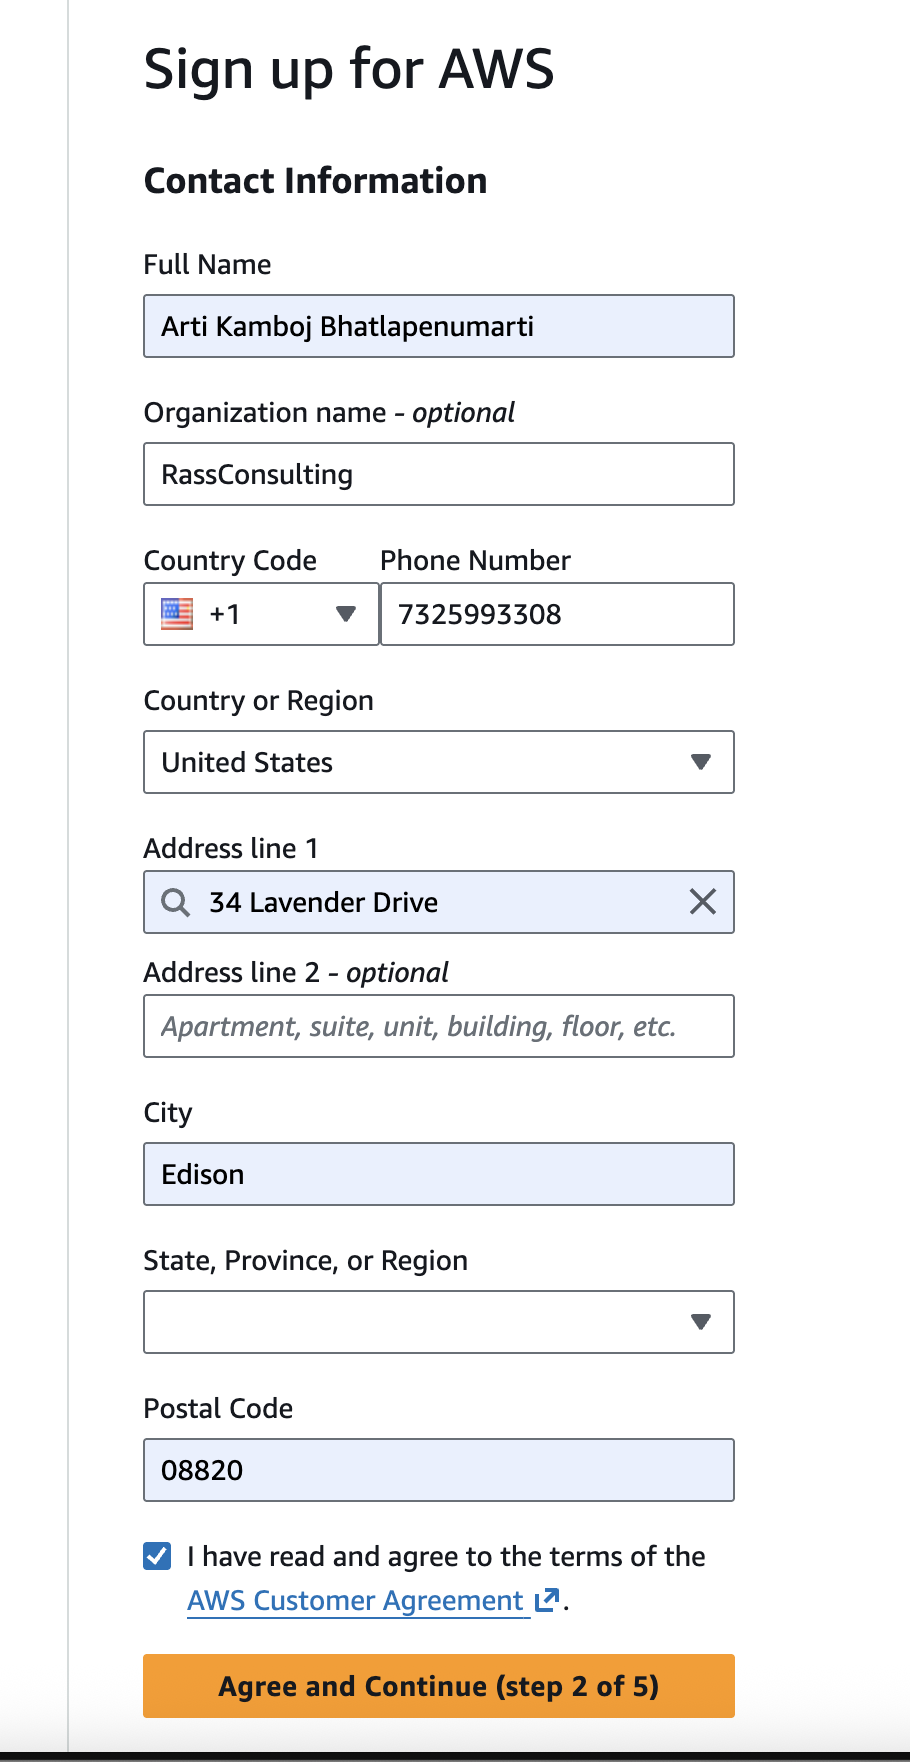 Sign up for AWS
Contact Information
Full Name
Arti Kamboj Bhatlapenumarti
Organization name - optional
RassConsulting
Country Code Phone Number
+1 7325993308
Country or Region
United States
Address line 1
34 Lavender Drive
Address line 2 - optional
Apartment, suite, unit, building, floor, etc.
City
Edison
State, Province, or Region
Postal Code
08820
I have read and agree to the terms of the
AWS Customer Agreement .
Agree and Continue (step 2 of 5)